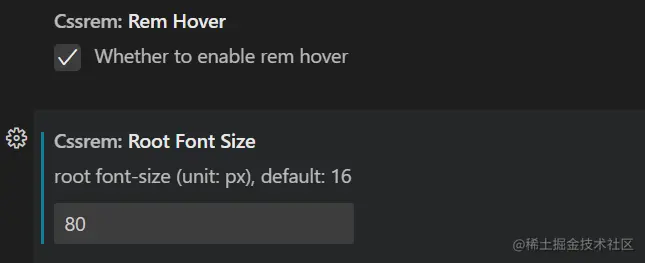 Cssrem: Rem Hover
Whether to enable rem hover
Cssrem: Root Font Size
root font-size (unit: px), default: 16
80
@稀土掘金技术社区